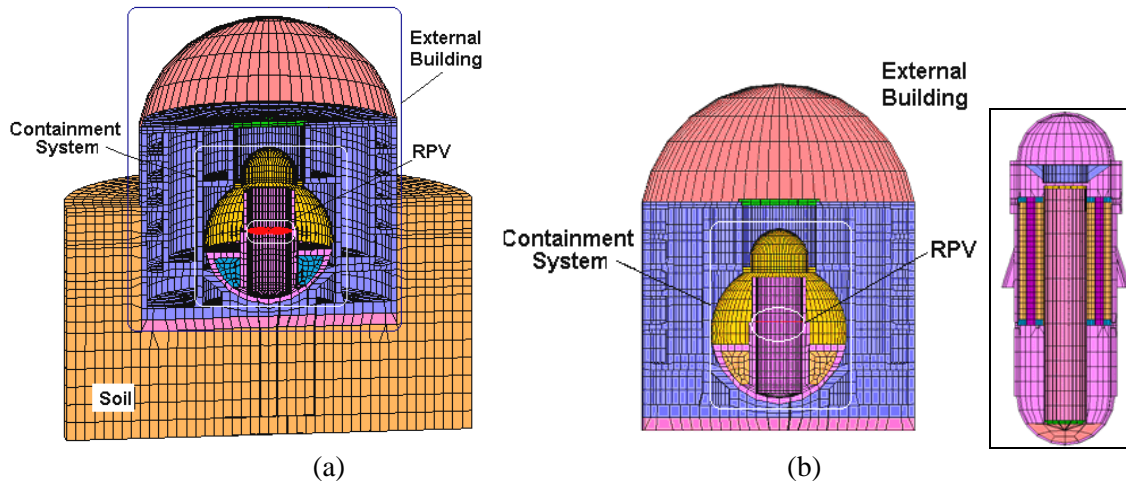 External
Building
Containment
System
RPV
Soil
(a)
External
Building
Containment
System
RPV
(b)